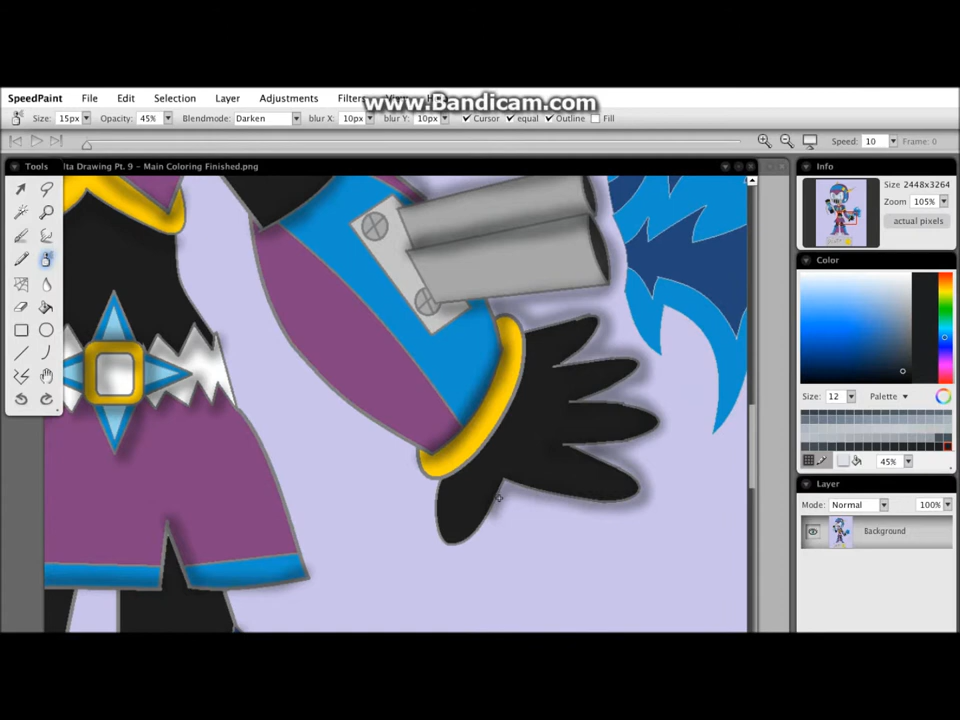 SpeedPaint File Edit Selection Layer Adjustments Filters
www.Bandicam.com
Size: 15px Opacity: 45% Blendmode: Darken blur X: 10px blur Y: 10px Cursor equal Outline Fill
Speed: 10 Frame: 0
Tools lta Drawing Pt. 9 - Main Coloring Finished.png
Info
Size 2448x3264
Zoom 105%
actual pixels
Color
Size: 12 Palette
45%
Layer
Mode: Normal 100%
Background